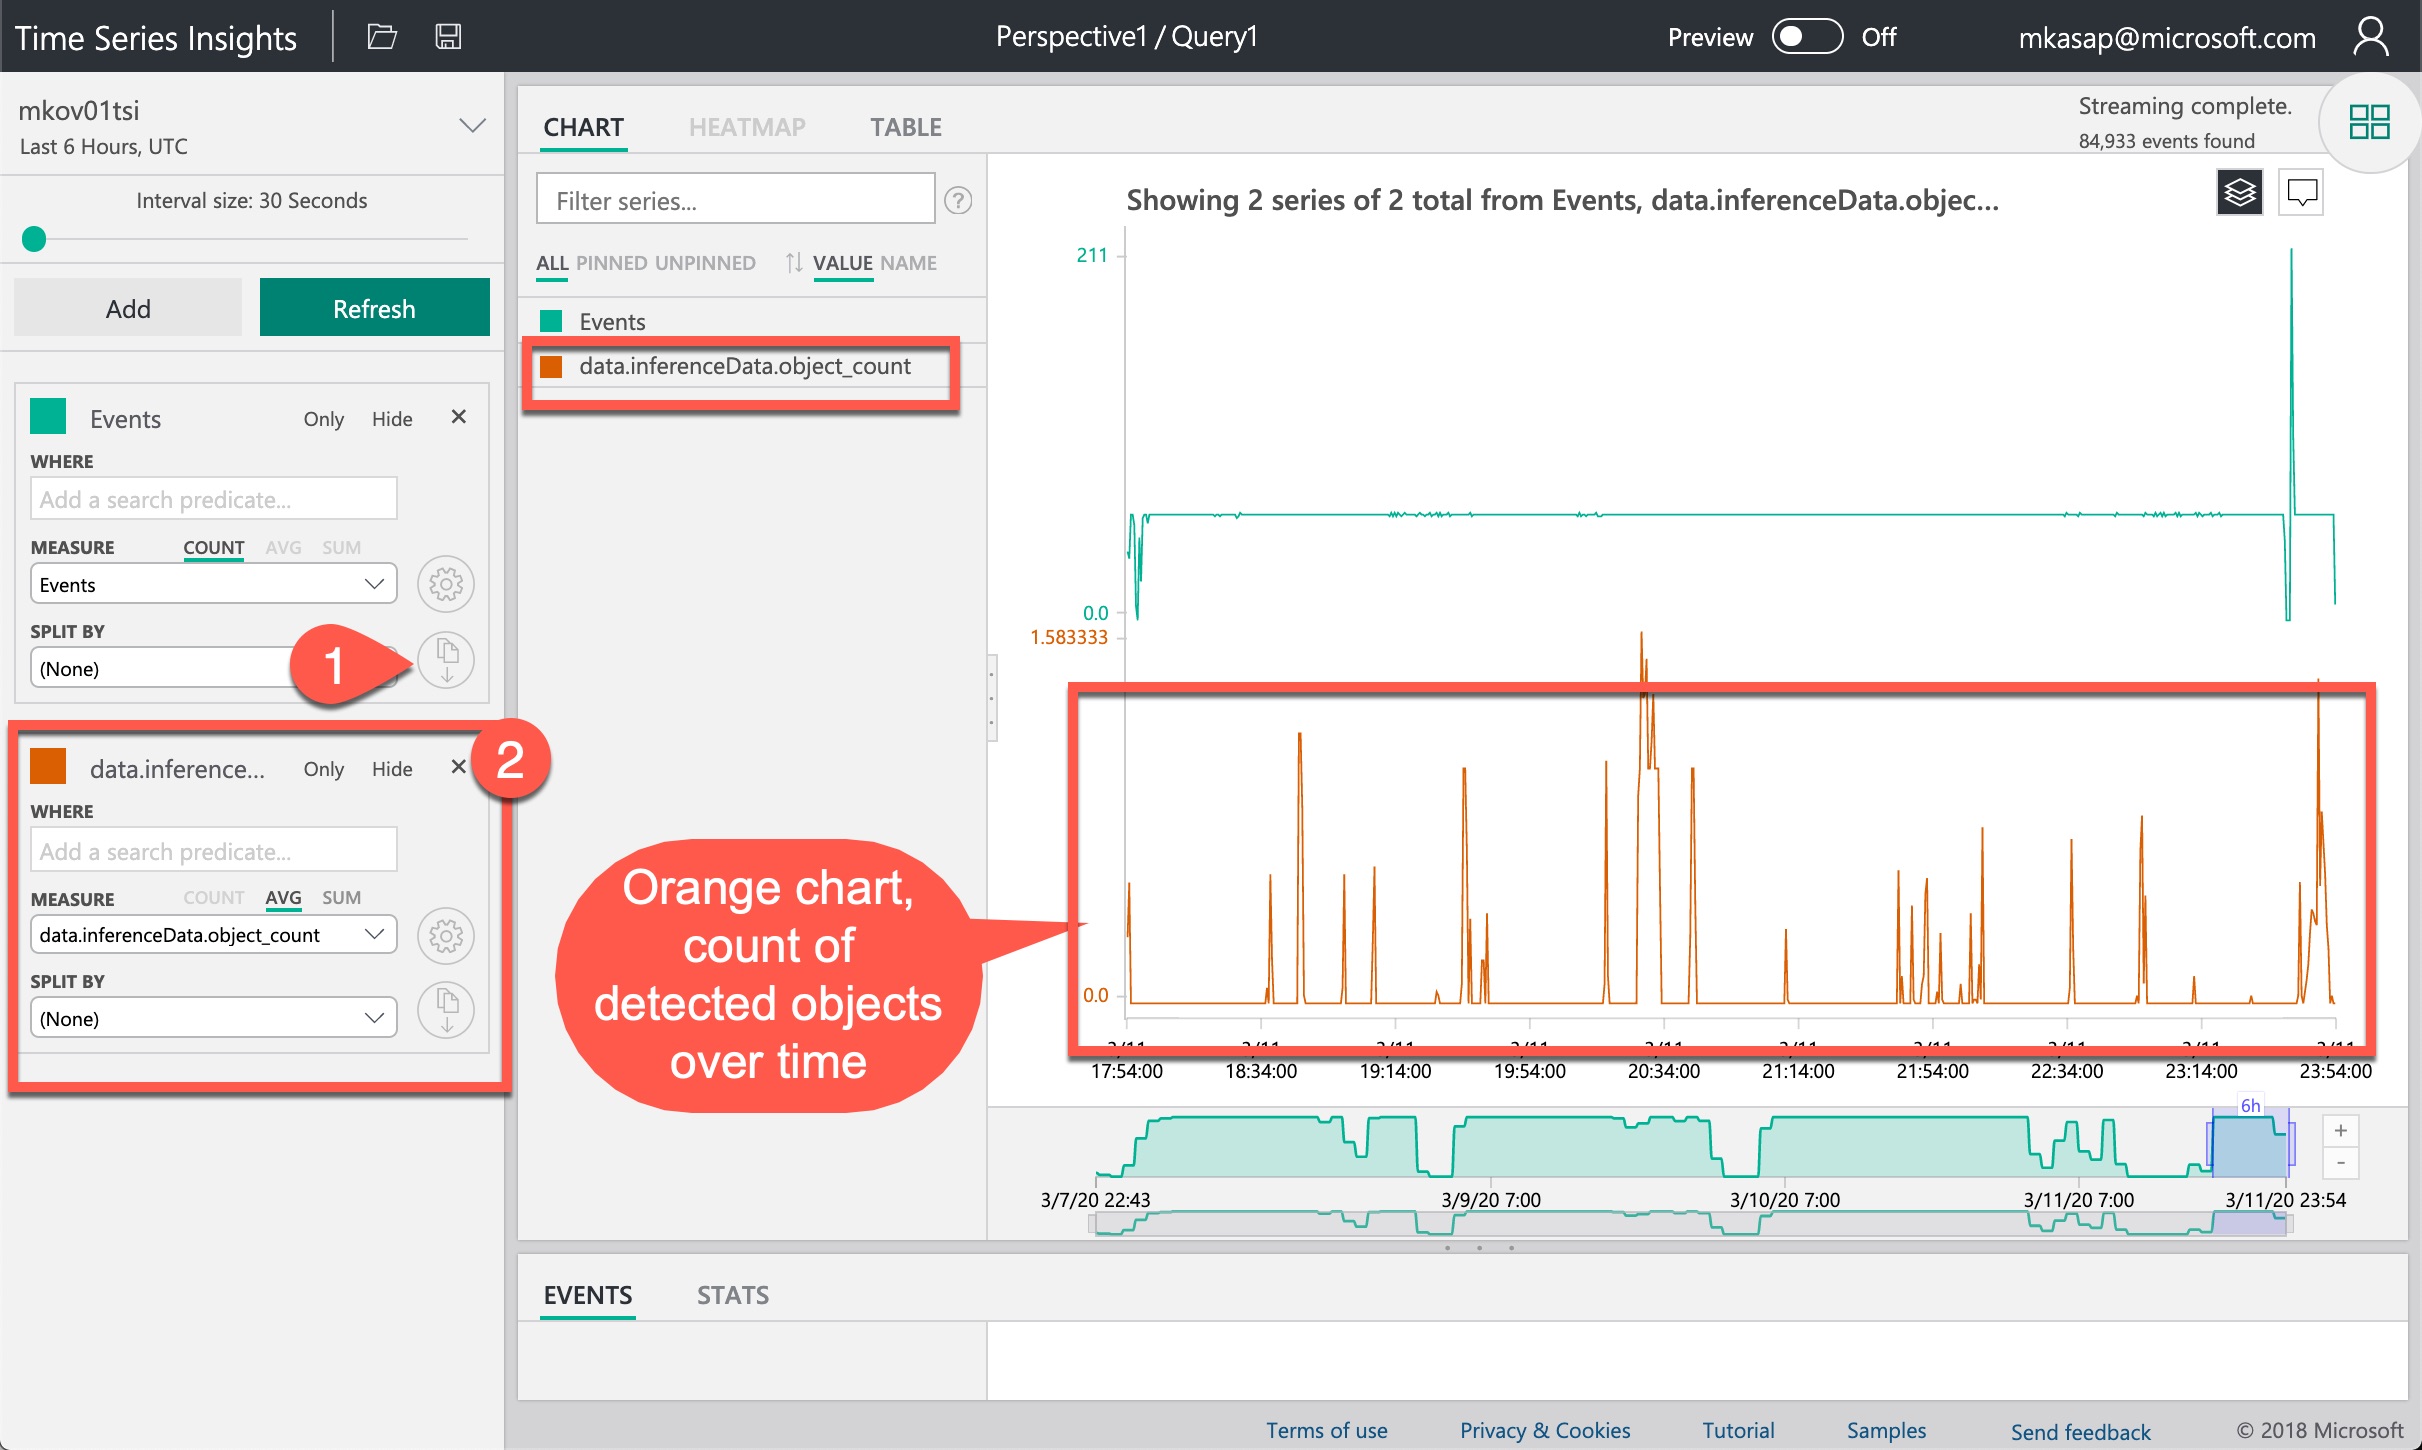 Time Series Insights
Perspective1 / Query1
Preview
Off
mkasap@microsoft.com
mkov01tsi
Last 6 Hours, UTC
Interval size: 30 Seconds
Add
Refresh
Events
Only
Hide
WHERE
Add a search predicate...
MEASURE
COUNT
AVG
SUM
Events
SPLIT BY
(None)
1
2
data.inference...
Only
Hide
WHERE
Add a search predicate...
MEASURE
COUNT
AVG
SUM
data.inferenceData.object_count
SPLIT BY
(None)
CHART
HEATMAP
TABLE
Streaming complete.
84,933 events found
Filter series...
?
ALL PINNED UNPINNED
VALUE NAME
Events
data.inferenceData.object_count
Showing 2 series of 2 total from Events, data.inferenceData.objec...
211
0.0
1.583333
0.0
Orange chart,
count of
detected objects
over time
17:54:00 18:34:00 19:14:00 19:54:00 20:34:00 21:14:00 21:54:00 22:34:00 23:14:00 23:54:00
6h
+
-
3/7/20 22:43 3/9/20 7:00 3/10/20 7:00 3/11/20 7:00 3/11/20 23:54
EVENTS
STATS
Terms of use
Privacy & Cookies
Tutorial
Samples
Send feedback
© 2018 Microsoft